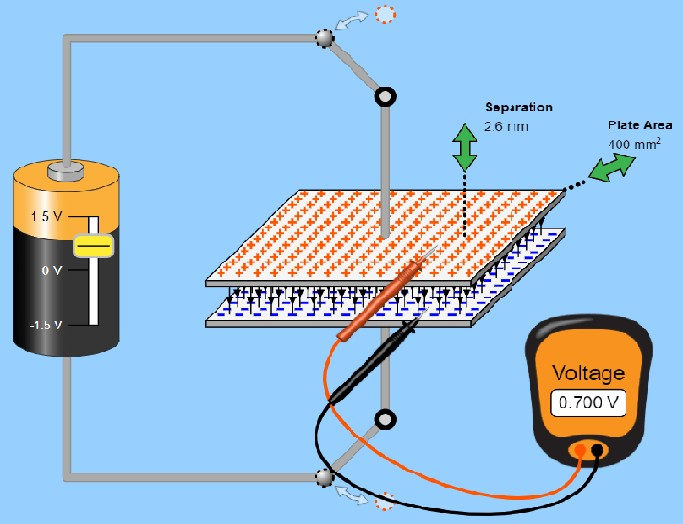 Separation
2.6 mm
Plate Area
400 mm²
1.5 V
0 V
-1.5 V
Voltage
0.700 V